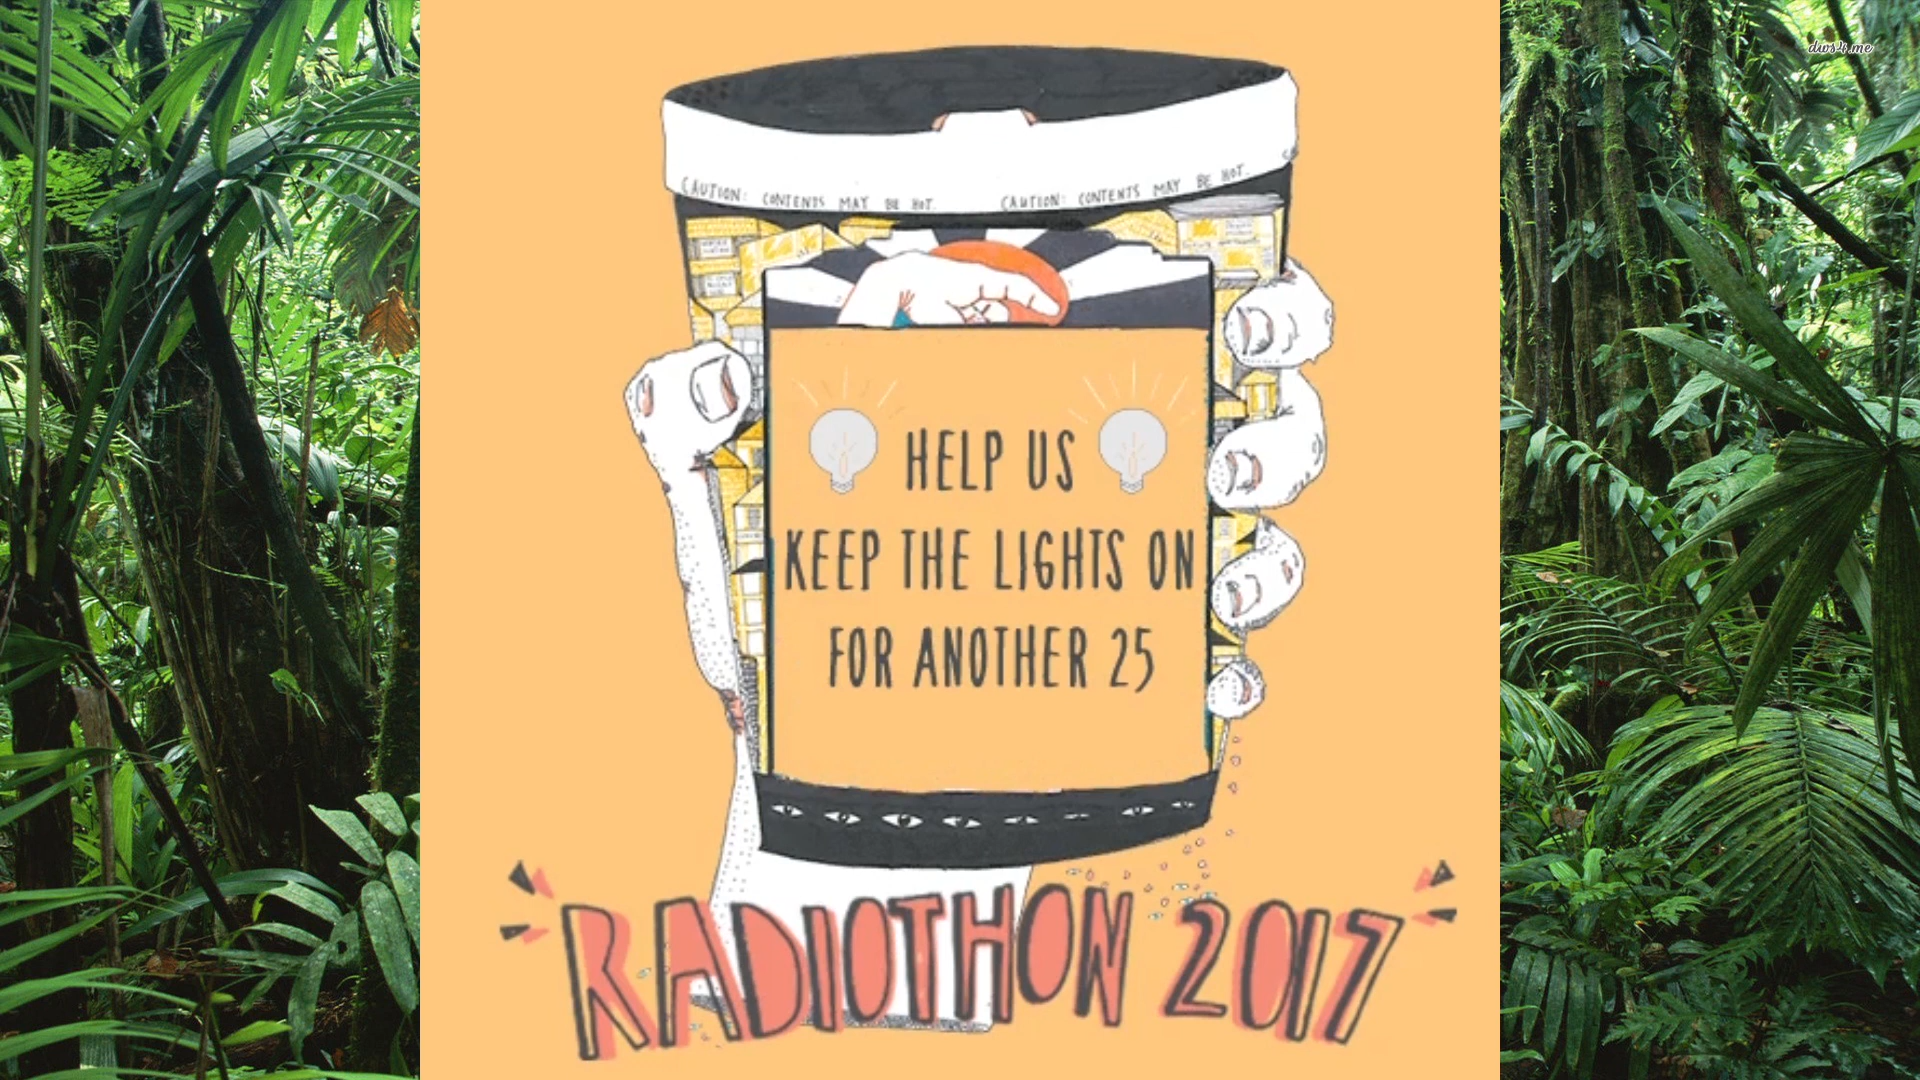 dws4.me
CAUTION: CONTENTS MAY BE HOT. CAUTION: CONTENTS MAY BE HOT.
HELP US
KEEP THE LIGHTS ON
FOR ANOTHER 25
RADIOTHON 2017